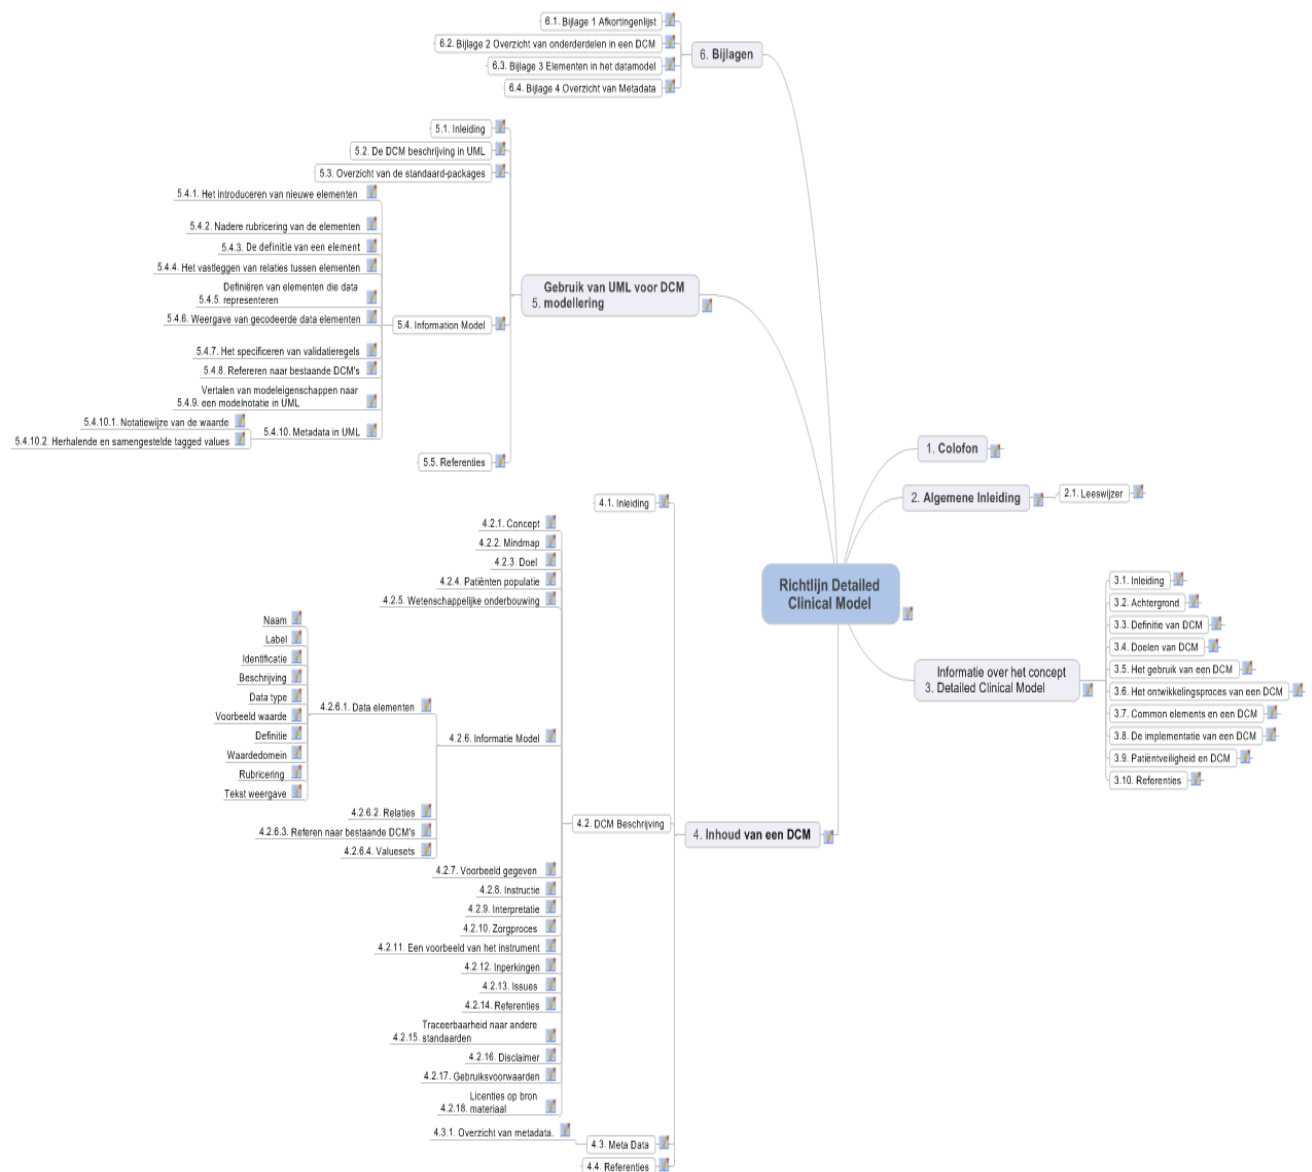 Richtlijn Detailed
Clinical Model
1. Colofon
2. Algemene Inleiding
2.1. Leeswijzer
Informatie over het concept
3. Detailed Clinical Model
3.1. Inleiding
3.2. Achtergrond
3.3. Definitie van DCM
3.4. Doelen van DCM
3.5. Het gebruik van een DCM
3.6. Het ontwikkelingsproces van een DCM
3.7. Common elements en een DCM
3.8. De implementatie van een DCM
3.9. Patiëntveiligheid en DCM
3.10. Referenties
4. Inhoud van een DCM
4.1. Inleiding
4.2. DCM Beschrijving
4.2.1. Concept
4.2.2. Mindmap
4.2.3. Doel
4.2.4. Patiënten populatie
4.2.5. Wetenschappelijke onderbouwing
4.2.6. Informatie Model
4.2.6.1. Data elementen
Naam
Label
Identificatie
Beschrijving
Data type
Voorbeeld waarde
Definitie
Waardedomein
Rubricering
Tekst weergave
4.2.6.2. Relaties
4.2.6.3. Referen naar bestaande DCM's
4.2.6.4. Valuesets
4.2.7. Voorbeeld gegeven
4.2.8. Instructie
4.2.9. Interpretatie
4.2.10. Zorgproces
4.2.11. Een voorbeeld van het instrument
4.2.12. Inperkingen
4.2.13. Issues
4.2.14. Referenties
Traceerbaarheid naar andere
4.2.15. standaarden
4.2.16. Disclaimer
4.2.17. Gebruiksvoorwaarden
Licenties op bron
4.2.18. materiaal
4.3. Meta Data
4.3.1. Overzicht van metadata.
4.4. Referenties
Gebruik van UML voor DCM
5. modellering
5.1. Inleiding
5.2. De DCM beschrijving in UML
5.3. Overzicht van de standaard-packages
5.4. Information Model
5.4.1. Het introduceren van nieuwe elementen
5.4.2. Nadere rubricering van de elementen
5.4.3. De definitie van een element
5.4.4. Het vastleggen van relaties tussen elementen
Definiëren van elementen die data
5.4.5. representeren
5.4.6. Weergave van gecodeerde data elementen
5.4.7. Het specificeren van validatieregels
5.4.8. Refereren naar bestaande DCM's
Vertalen van modeleigenschappen naar
5.4.9. een modelnotatie in UML
5.4.10. Metadata in UML
5.4.10.1. Notatiewijze van de waarde
5.4.10.2. Herhalende en samengestelde tagged values
5.5. Referenties
6. Bijlagen
6.1. Bijlage 1 Afkortingenlijst
6.2. Bijlage 2 Overzicht van onderderdelen in een DCM
6.3. Bijlage 3 Elementen in het datamodel
6.4. Bijlage 4 Overzicht van Metadata